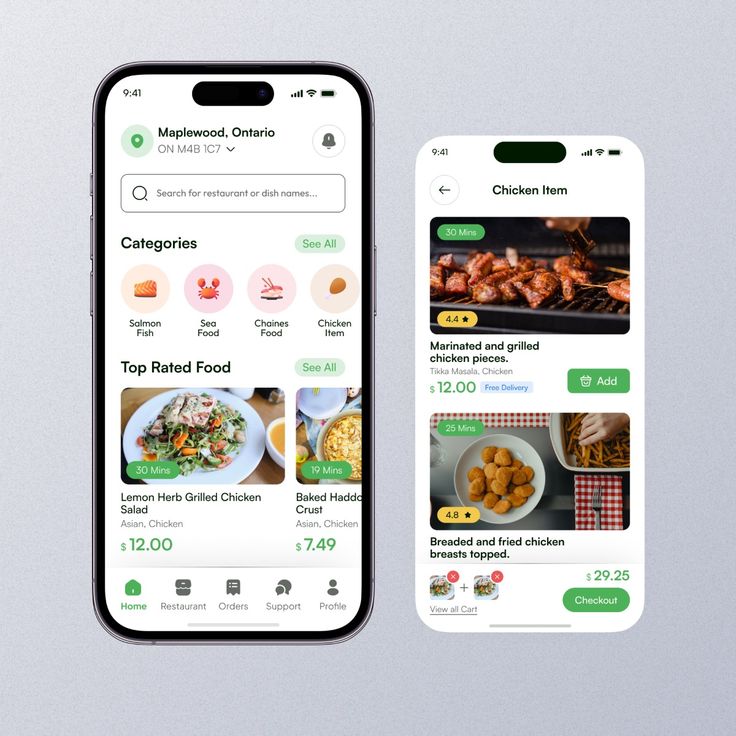 9:41
Maplewood, Ontario
ON M4B 1C7
Search for restaurant or dish names...
Categories
See All
Salmon
Fish
Sea
Food
Chaines
Food
Chicken
Item
Top Rated Food
See All
30 Mins
19 Mins
Lemon Herb Grilled Chicken
Salad
Baked Haddo
Crust
Asian, Chicken
Asian, Chicken
$ 12.00
$ 7.49
Home
Restaurant
Orders
Support
Profile
9:41
Chicken Item
30 Mins
4.4
Marinated and grilled
chicken pieces.
Tikka Masala, Chicken
$ 12.00
Free Delivery
Add
25 Mins
4.8
Breaded and fried chicken
breasts topped.
+
$ 29.25
View all Cart
Checkout